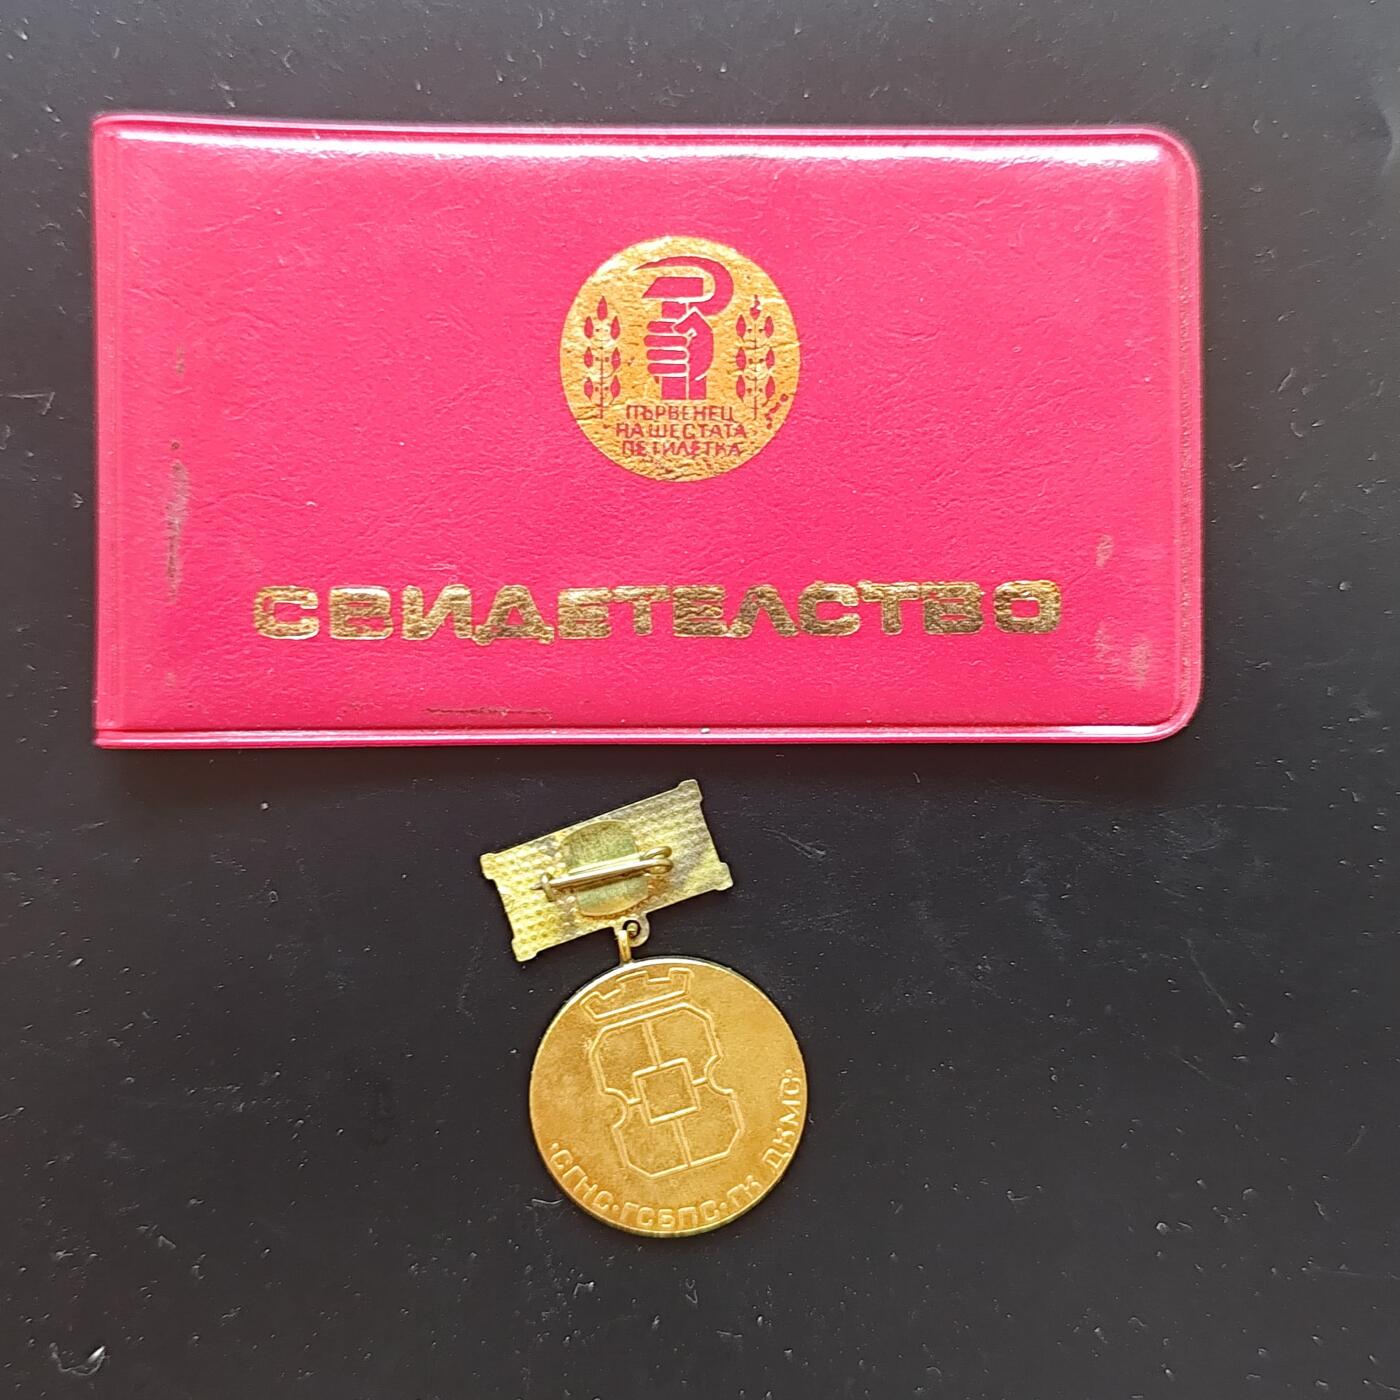 ПЪРВЕНЕЦ
НА ШЕСТАТА
ПЕТИЛЕТКА
СВИДЕТЕЛСТВО
·СГНС·ГСБПС·ГК ДКМС·